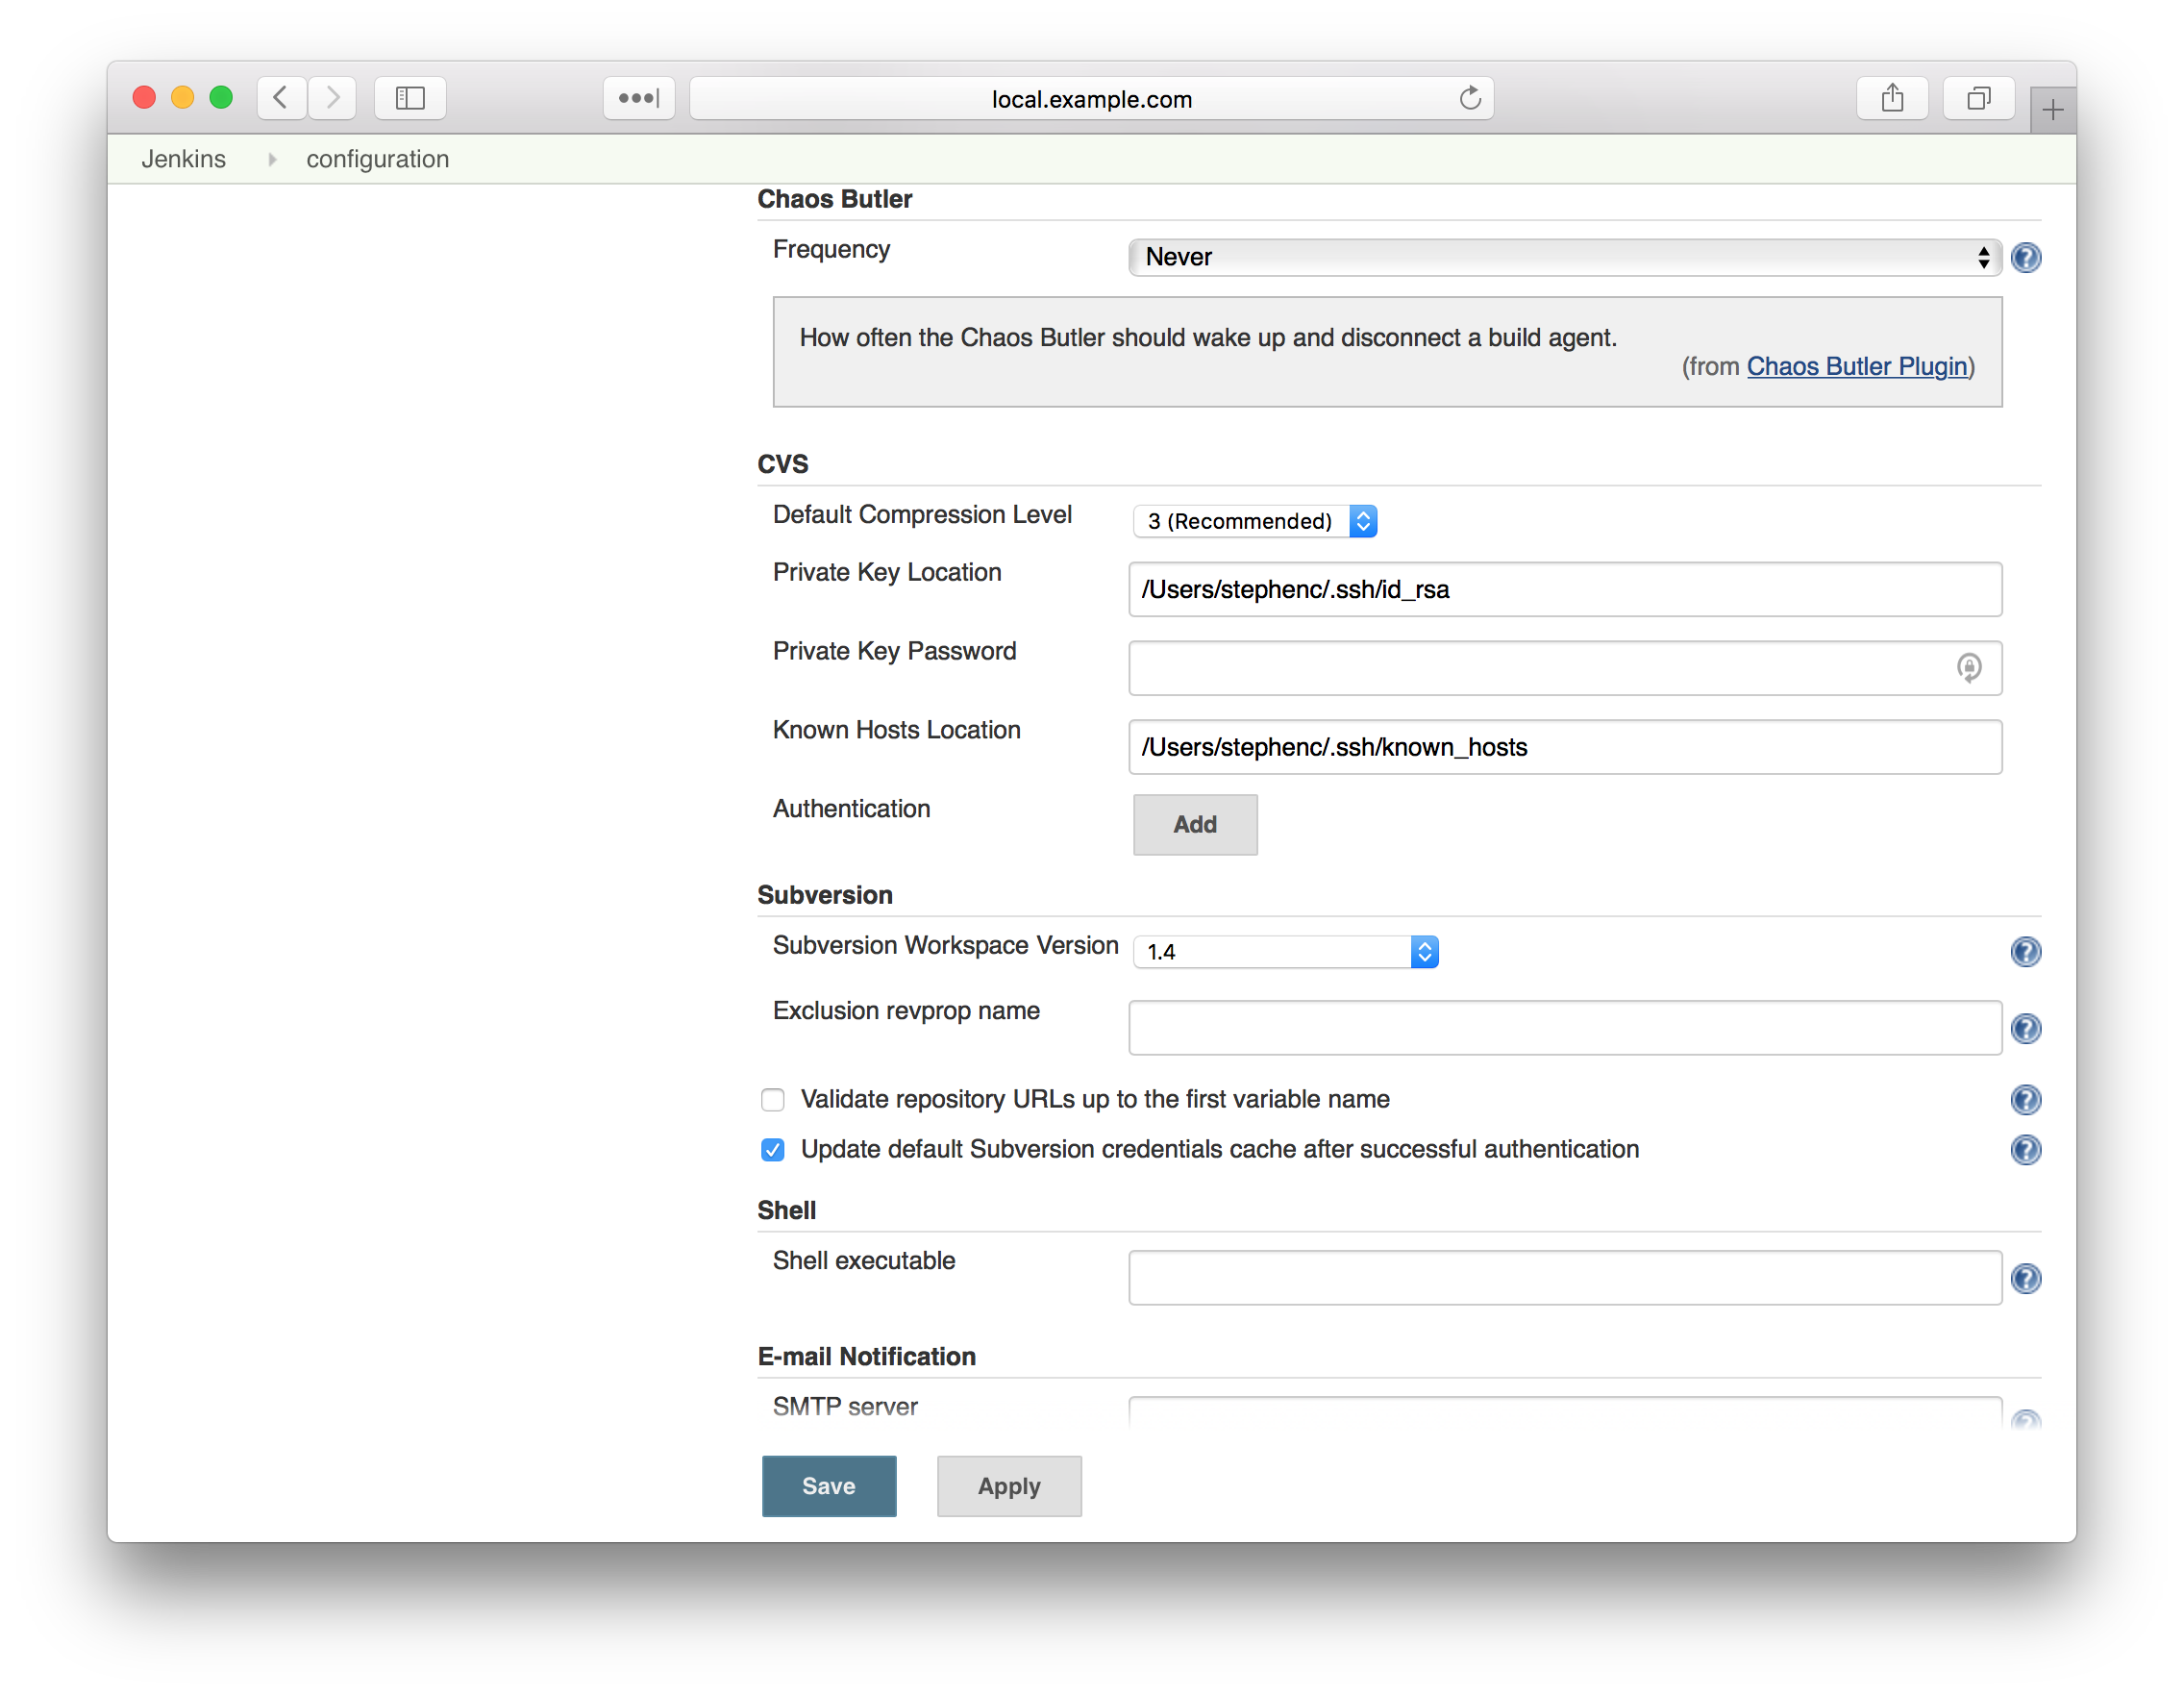 local.example.com
Jenkins configuration
Chaos Butler
Frequency Never
How often the Chaos Butler should wake up and disconnect a build agent.
(from Chaos Butler Plugin)
CVS
Default Compression Level 3 (Recommended)
Private Key Location /Users/stephenc/.ssh/id_rsa
Private Key Password
Known Hosts Location /Users/stephenc/.ssh/known_hosts
Authentication Add
Subversion
Subversion Workspace Version 1.4
Exclusion revprop name
Validate repository URLs up to the first variable name
Update default Subversion credentials cache after successful authentication
Shell
Shell executable
E-mail Notification
SMTP server
Save Apply